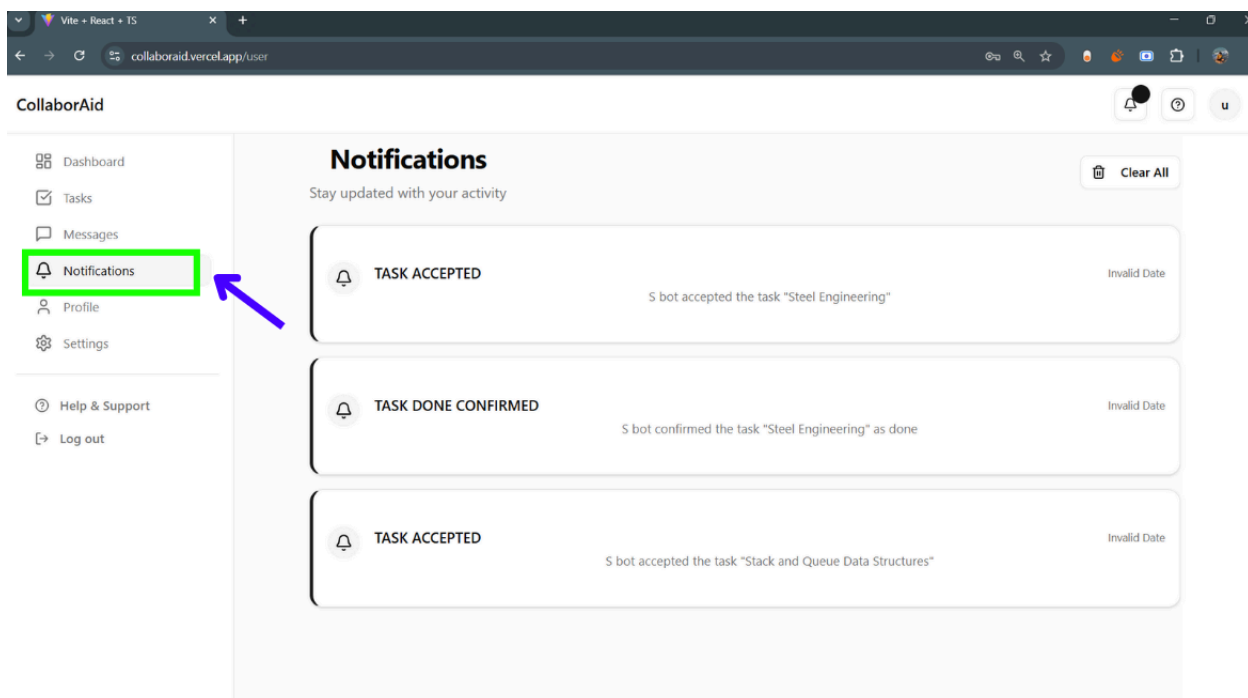 Vite + React + TS
collaboraid.vercel.app/user
CollaborAid
u
Dashboard
Tasks
Messages
Notifications
Profile
Settings
Help & Support
Log out
Notifications
Stay updated with your activity
Clear All
TASK ACCEPTED
Invalid Date
S bot accepted the task "Steel Engineering"
TASK DONE CONFIRMED
Invalid Date
S bot confirmed the task "Steel Engineering" as done
TASK ACCEPTED
Invalid Date
S bot accepted the task "Stack and Queue Data Structures"